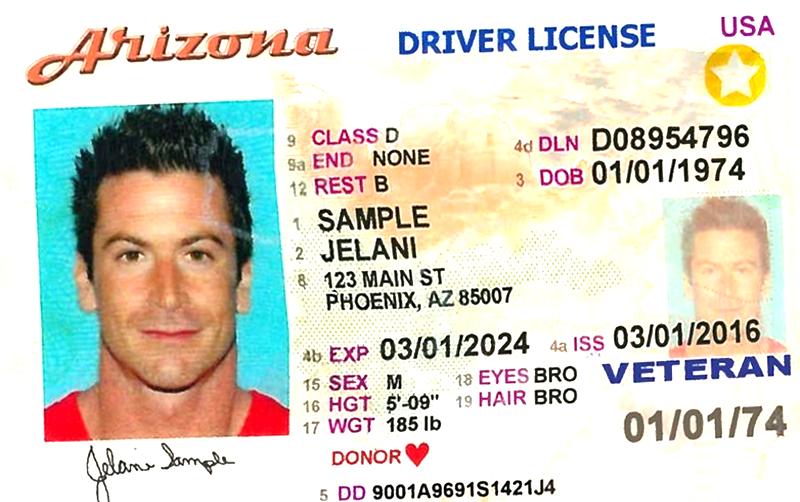 Arizona DRIVER LICENSE USA
9 CLASS D 4d DLN D08954796
9a END NONE 3 DOB 01/01/1974
12 REST B
1 SAMPLE
2 JELANI
8 123 MAIN ST
PHOENIX, AZ 85007
4b EXP 03/01/2024 4a ISS 03/01/2016
15 SEX M 18 EYES BRO VETERAN
16 HGT 5'-09" 19 HAIR BRO
17 WGT 185 lb 01/01/74
DONOR
Jelani Sample
5 DD 9001A9691S1421J4